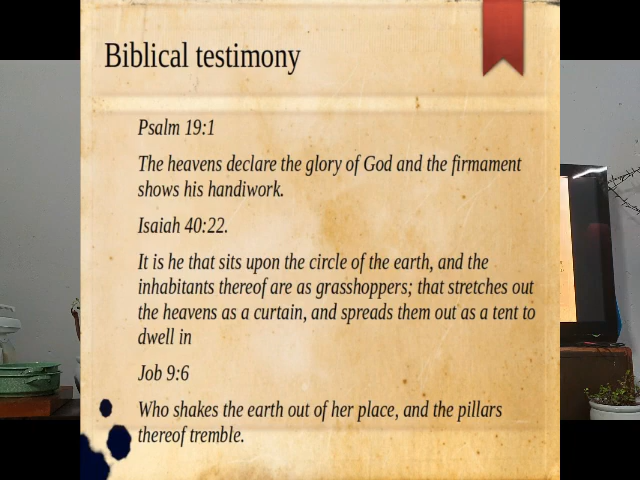 Biblical testimony
Psalm 19:1
The heavens declare the glory of God and the firmament
shows his handiwork.
Isaiah 40:22.
It is he that sits upon the circle of the earth, and the
inhabitants thereof are as grasshoppers; that stretches out
the heavens as a curtain, and spreads them out as a tent to
dwell in
Job 9:6
Who shakes the earth out of her place, and the pillars
thereof tremble.